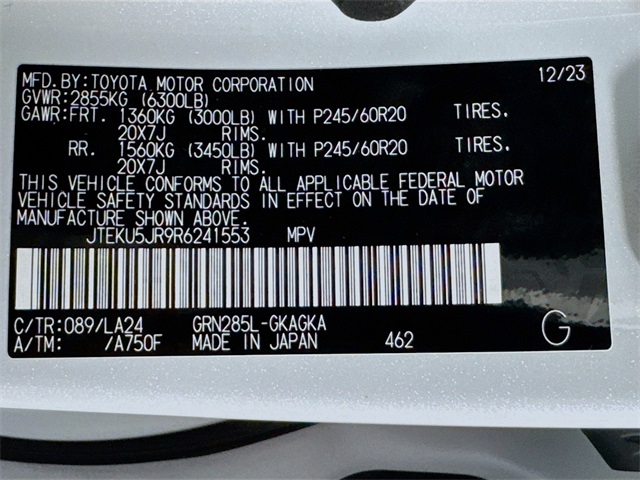 MFD.BY:TOYOTA MOTOR CORPORATION 12/23
GVWR:2855KG (6300LB)
GAWR:FRT. 1360KG (3000LB) WITH P245/60R20 TIRES.
20X7J RIMS.
RR. 1560KG (3450LB) WITH P245/60R20 TIRES.
20X7J RIMS.
THIS VEHICLE CONFORMS TO ALL APPLICABLE FEDERAL MOTOR
VEHICLE SAFETY STANDARDS IN EFFECT ON THE DATE OF
MANUFACTURE SHOWN ABOVE.
JTEKU5JR9R6241553 MPV
C/TR:089/LA24 GRN285L-GKAGKA
A/TM: /A750F MADE IN JAPAN 462 G